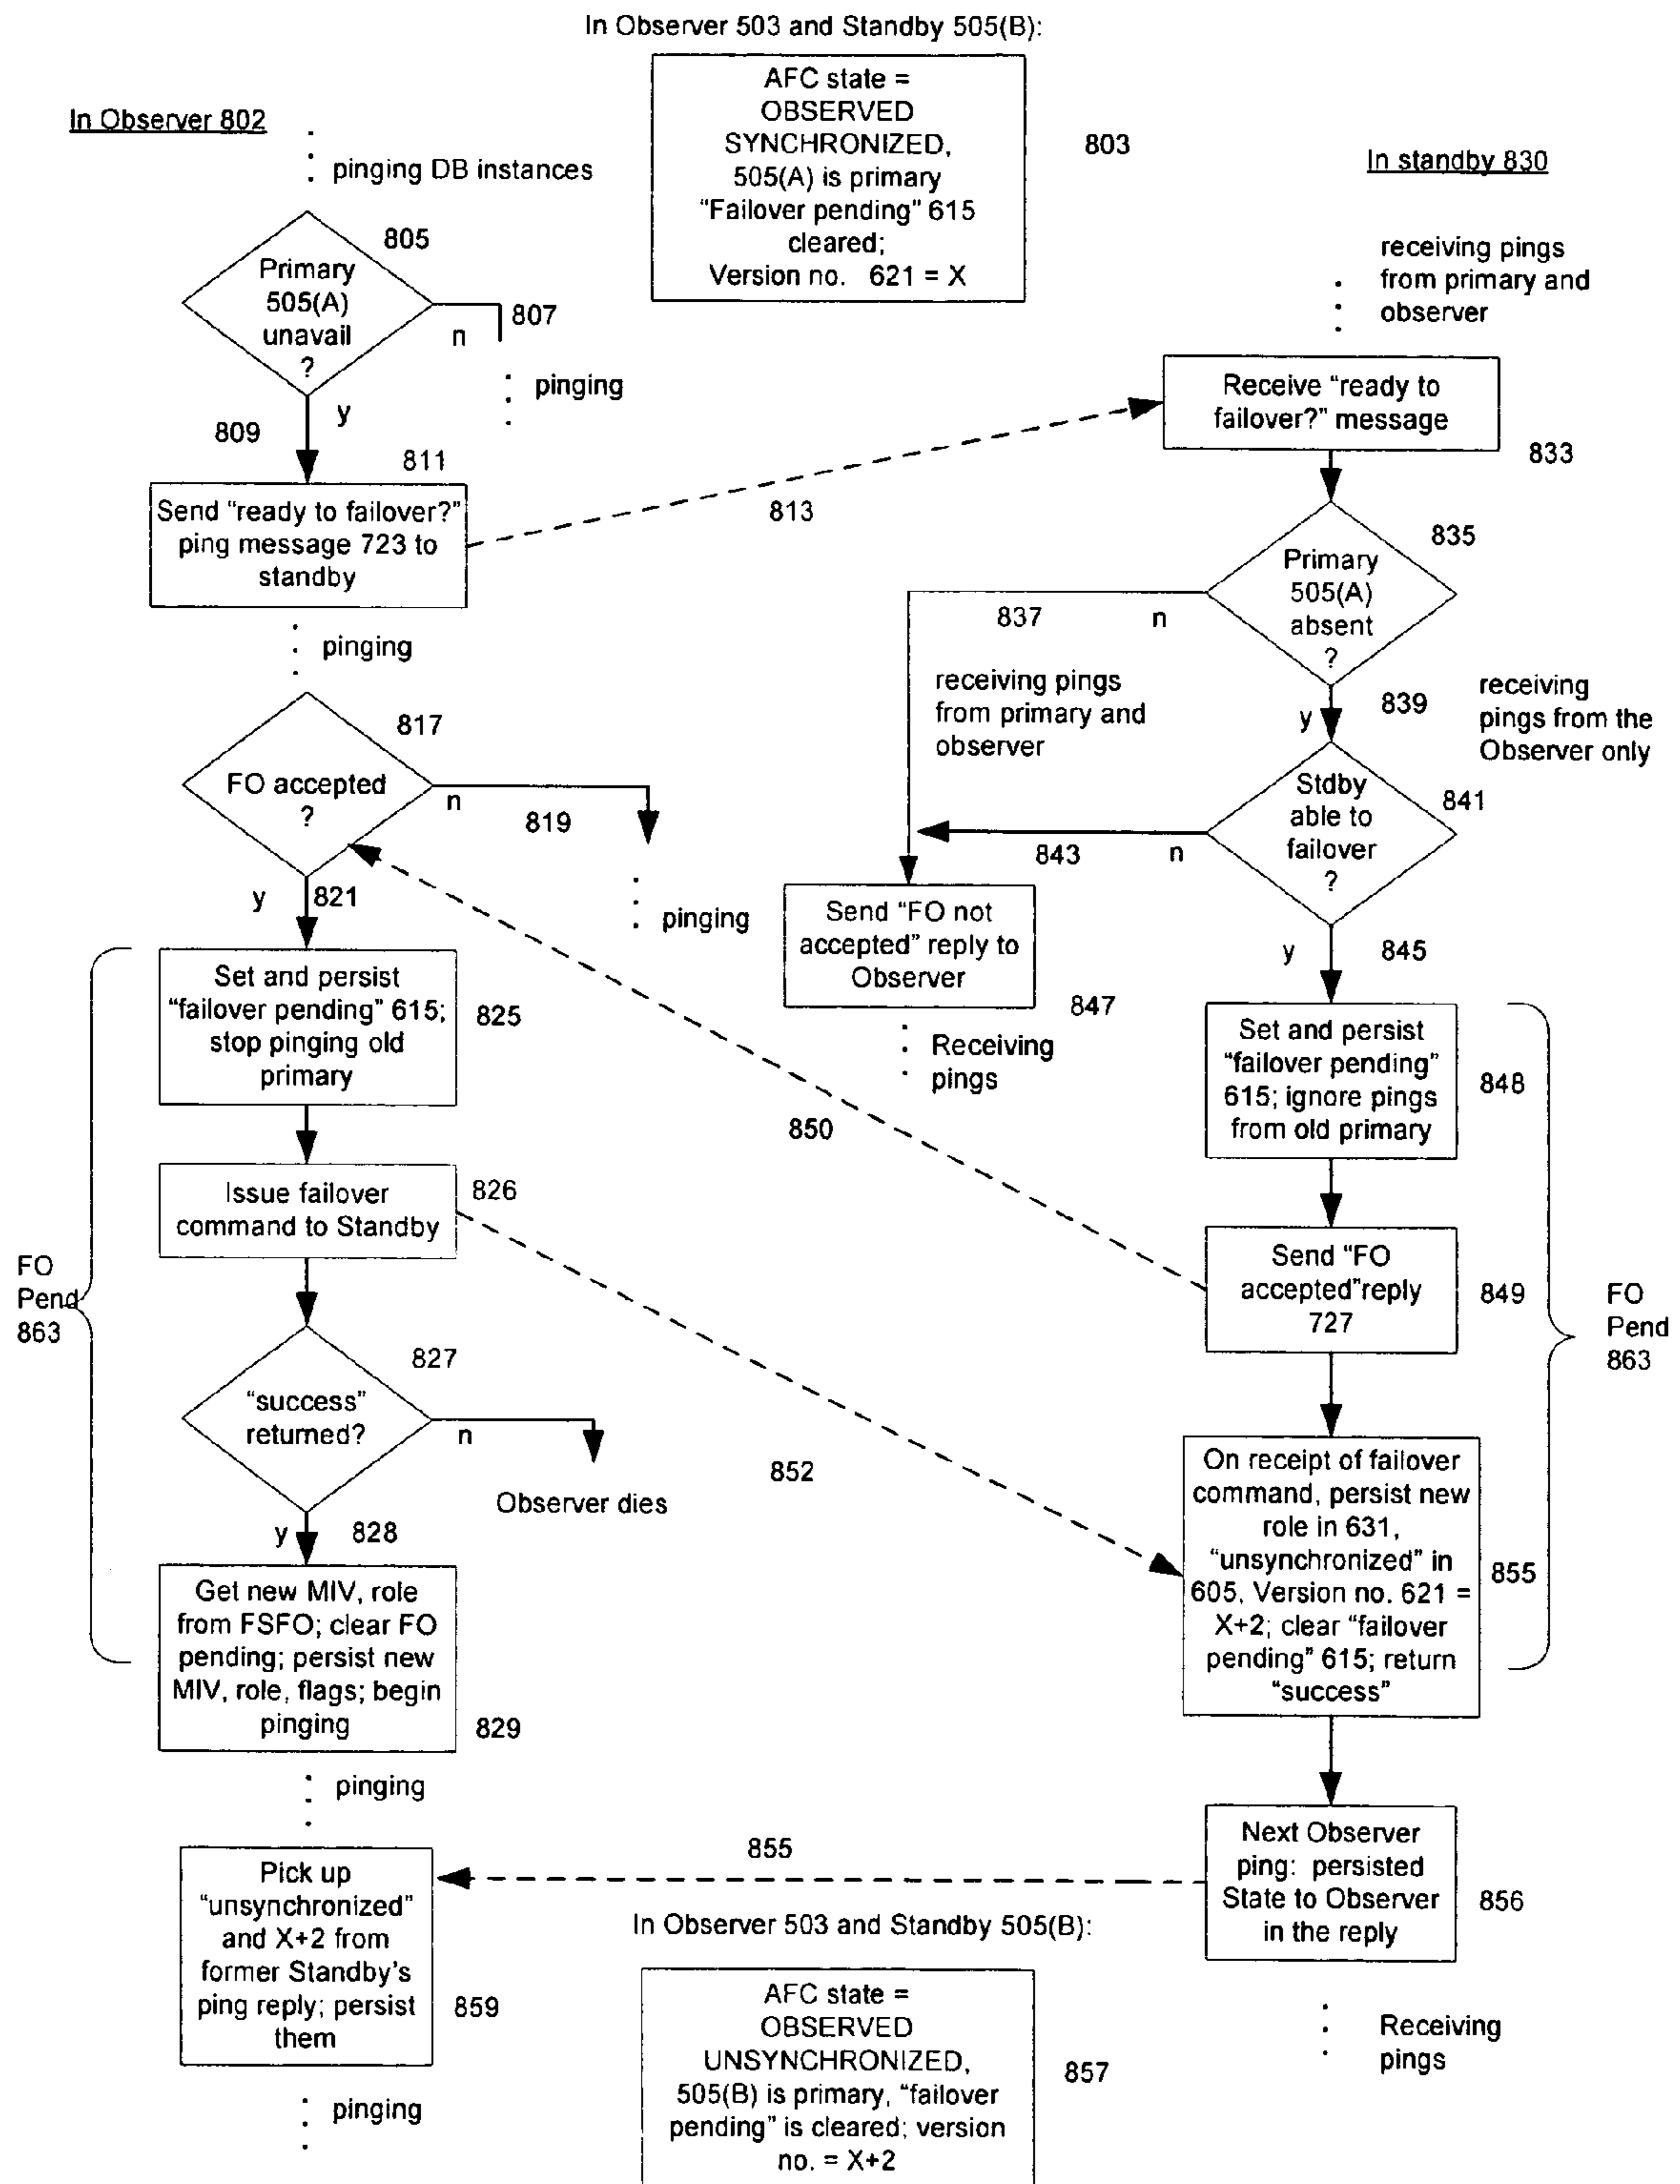 In Observer 503 and Standby 505(B):
AFC state =
OBSERVED
SYNCHRONIZED,
505(A) is primary
“Failover pending” 615
cleared;
Version no. 621 = X
803
In Observer 802
pinging DB instances
805
Primary
505(A)
unavail
?
n
807
pinging
y
809
811
Send “ready to failover?”
ping message 723 to
standby
813
pinging
817
FO accepted
?
n
819
pinging
y
821
Set and persist
“failover pending” 615;
stop pinging old
primary
825
Issue failover
command to Standby
826
FO
Pend
863
827
“success”
returned?
n
Observer dies
y
828
Get new MIV, role
from FSFO; clear FO
pending; persist new
MIV, role, flags; begin
pinging
829
pinging
Pick up
“unsynchronized”
and X+2 from
former Standby’s
ping reply; persist
them
859
pinging
In standby 830
receiving pings
from primary and
observer
Receive “ready to
failover?” message
833
835
Primary
505(A)
absent
?
837
n
receiving pings
from primary and
observer
y
839
receiving
pings from the
Observer only
Stdby
able to
failover
?
841
843
n
Send “FO not
accepted” reply to
Observer
847
Receiving
pings
y
845
Set and persist
“failover pending”
615; ignore pings
from old primary
848
850
Send “FO
accepted”reply
727
849
FO
Pend
863
852
On receipt of failover
command, persist new
role in 631,
“unsynchronized” in
605, Version no. 621 =
X+2; clear “failover
pending” 615; return
“success”
855
Next Observer
ping: persisted
State to Observer
in the reply
856
855
Receiving
pings
In Observer 503 and Standby 505(B):
AFC state =
OBSERVED
UNSYNCHRONIZED,
505(B) is primary, “failover
pending” is cleared; version
no. = X+2
857